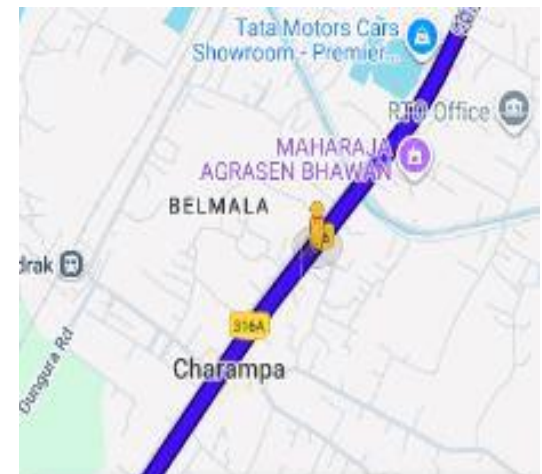 Tata Motors Cars
Showroom - Premier...
RTO Office
MAHARAJA
AGRASEN BHAWAN
BELMALA
drak
316A
Charampa
Dungura Rd